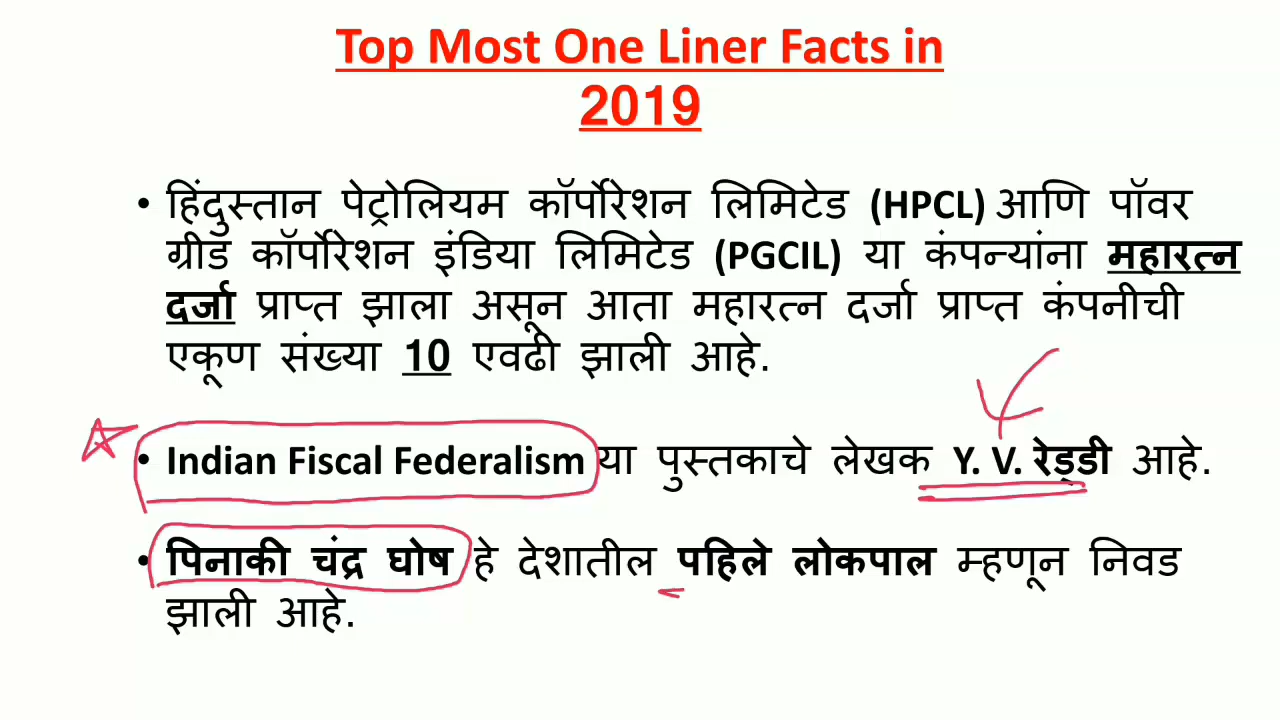 Top Most One Liner Facts in
2019
• हिंदुस्तान पेट्रोलियम कॉर्पोरेशन लिमिटेड (HPCL) आणि पॉवर
ग्रीड कॉर्पोरेशन इंडिया लिमिटेड (PGCIL) या कंपन्यांना महारत्न
दर्जा प्राप्त झाला असून आता महारत्न दर्जा प्राप्त कंपनीची
एकूण संख्या 10 एवढी झाली आहे.
• Indian Fiscal Federalism या पुस्तकाचे लेखक Y. V. रेड्डी आहे.
• पिनाकी चंद्र घोष हे देशातील पहिले लोकपाल म्हणून निवड
झाली आहे.